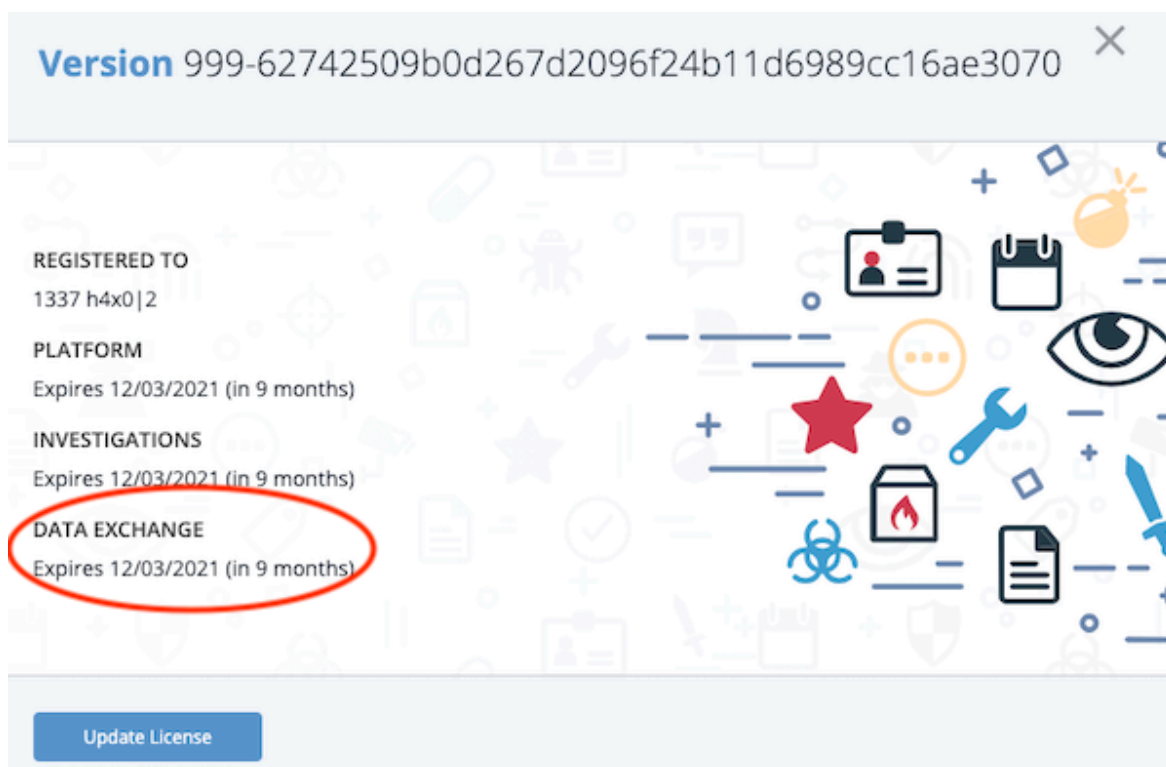 Version 999-62742509b0d267d2096f24b11d6989cc16ae3070
REGISTERED TO
1337 h4x0|2
PLATFORM
Expires 12/03/2021 (in 9 months)
INVESTIGATIONS
Expires 12/03/2021 (in 9 months)
DATA EXCHANGE
Expires 12/03/2021 (in 9 months)
Update License